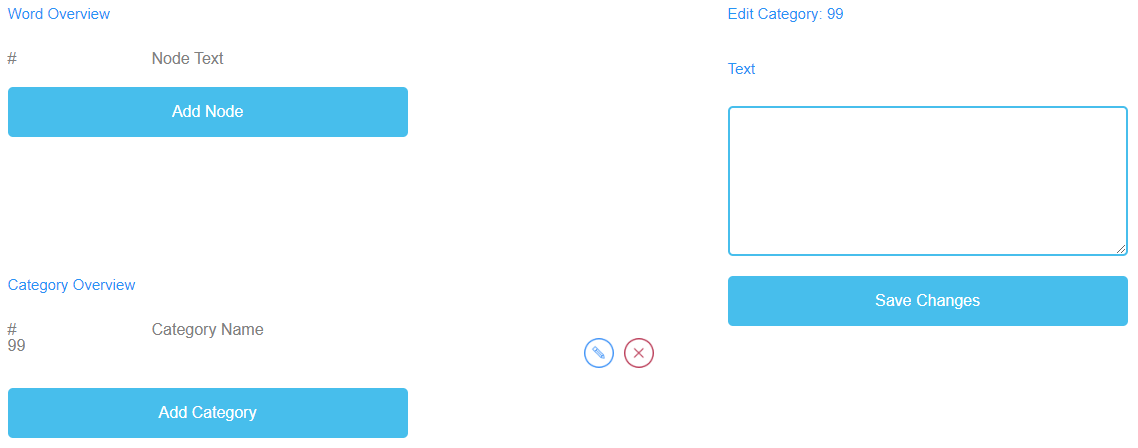 Word Overview
# Node Text
Add Node
Category Overview
# Category Name
99
Add Category
Edit Category: 99
Text
Save Changes